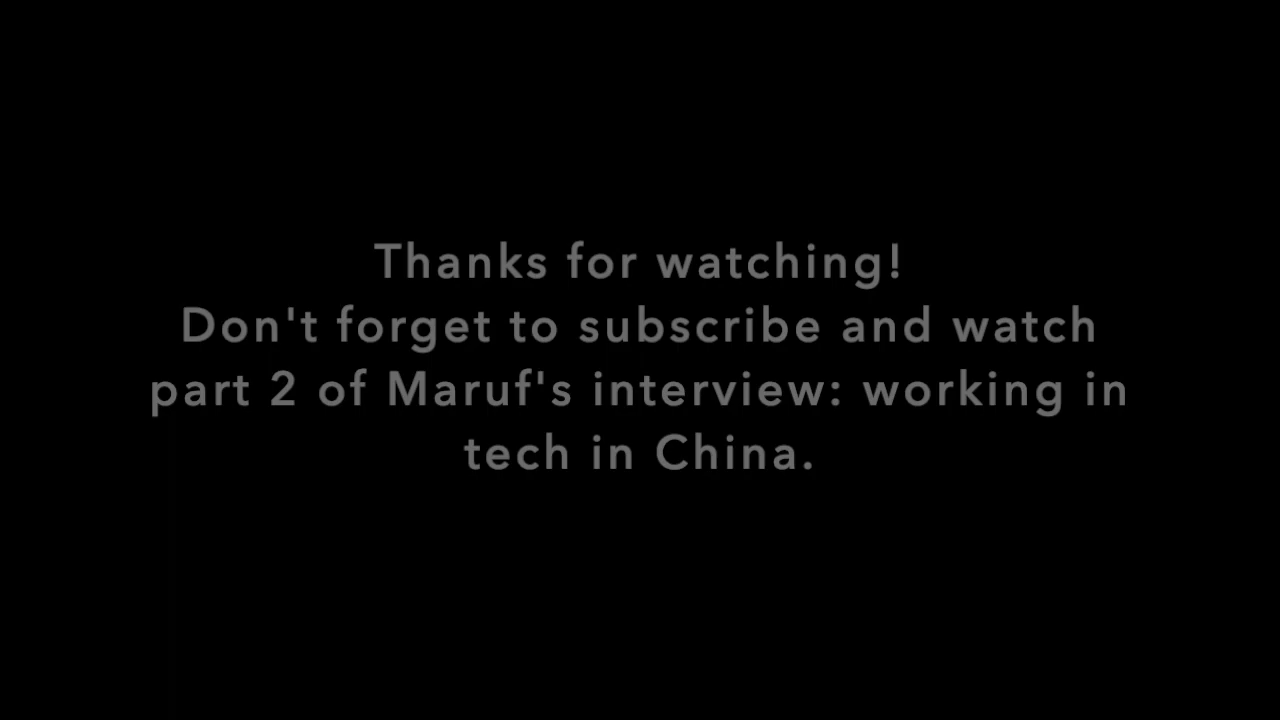 Thanks for watching!
Don't forget to subscribe and watch
part 2 of Maruf's interview: working in
tech in China.